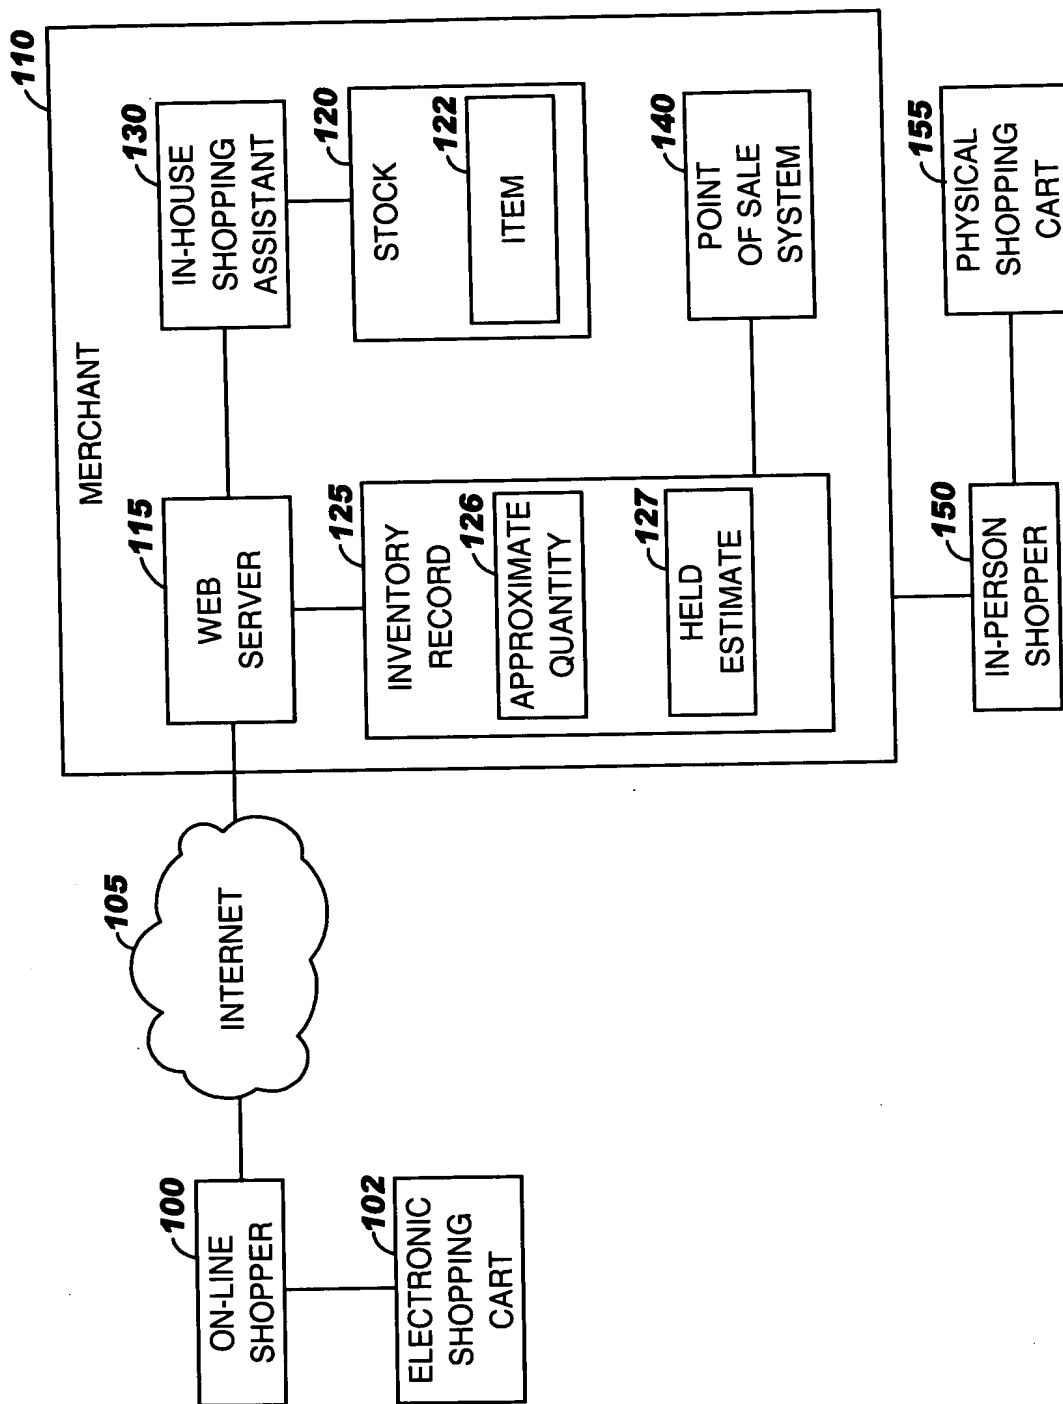 110
MERCHANT
100
ON-LINE
SHOPPER
102
ELECTRONIC
SHOPPING
CART
105
INTERNET
115
WEB
SERVER
130
IN-HOUSE
SHOPPING
ASSISTANT
125
INVENTORY
RECORD
126
APPROXIMATE
QUANTITY
127
HELD
ESTIMATE
120
STOCK
122
ITEM
140
POINT
OF SALE
SYSTEM
150
IN-PERSON
SHOPPER
155
PHYSICAL
SHOPPING
CART